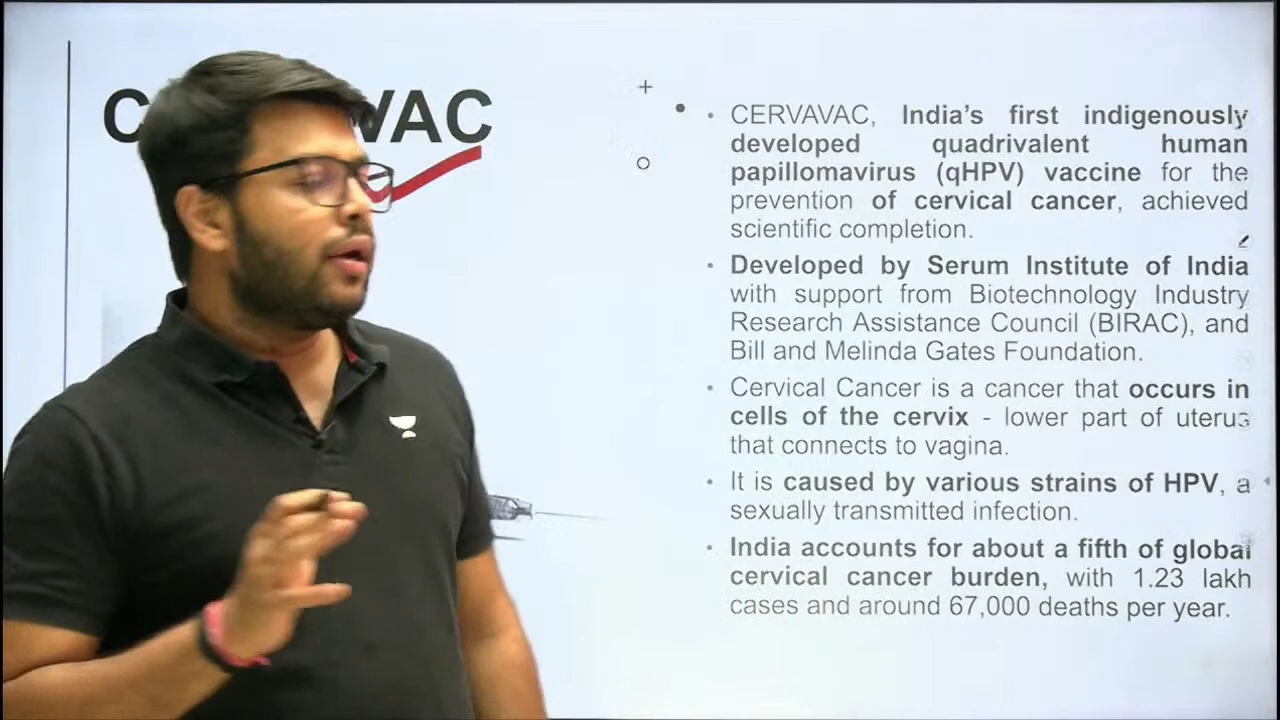 C VAC
• CERVAVAC, India's first indigenously
developed quadrivalent human
papillomavirus (qHPV) vaccine for the
prevention of cervical cancer, achieved
scientific completion.
• Developed by Serum Institute of India
with support from Biotechnology Industry
Research Assistance Council (BIRAC), and
Bill and Melinda Gates Foundation.
• Cervical Cancer is a cancer that occurs in
cells of the cervix - lower part of uterus
that connects to vagina.
• It is caused by various strains of HPV, a
sexually transmitted infection.
• India accounts for about a fifth of global
cervical cancer burden, with 1.23 lakh
cases and around 67,000 deaths per year.